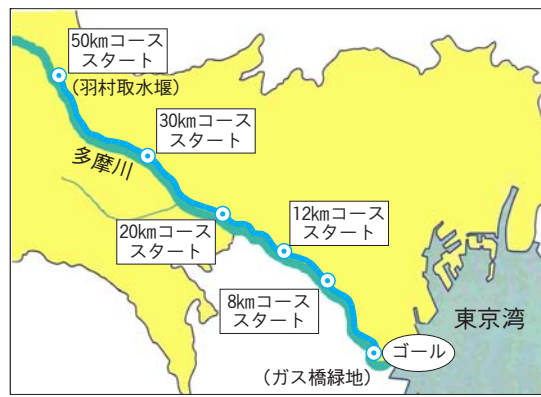 50kmコース
スタート
(羽村取水堰)
30kmコース
スタート
多摩川
20kmコース
スタート
12kmコース
スタート
8kmコース
スタート
東京湾
ゴール
(ガス橋緑地)